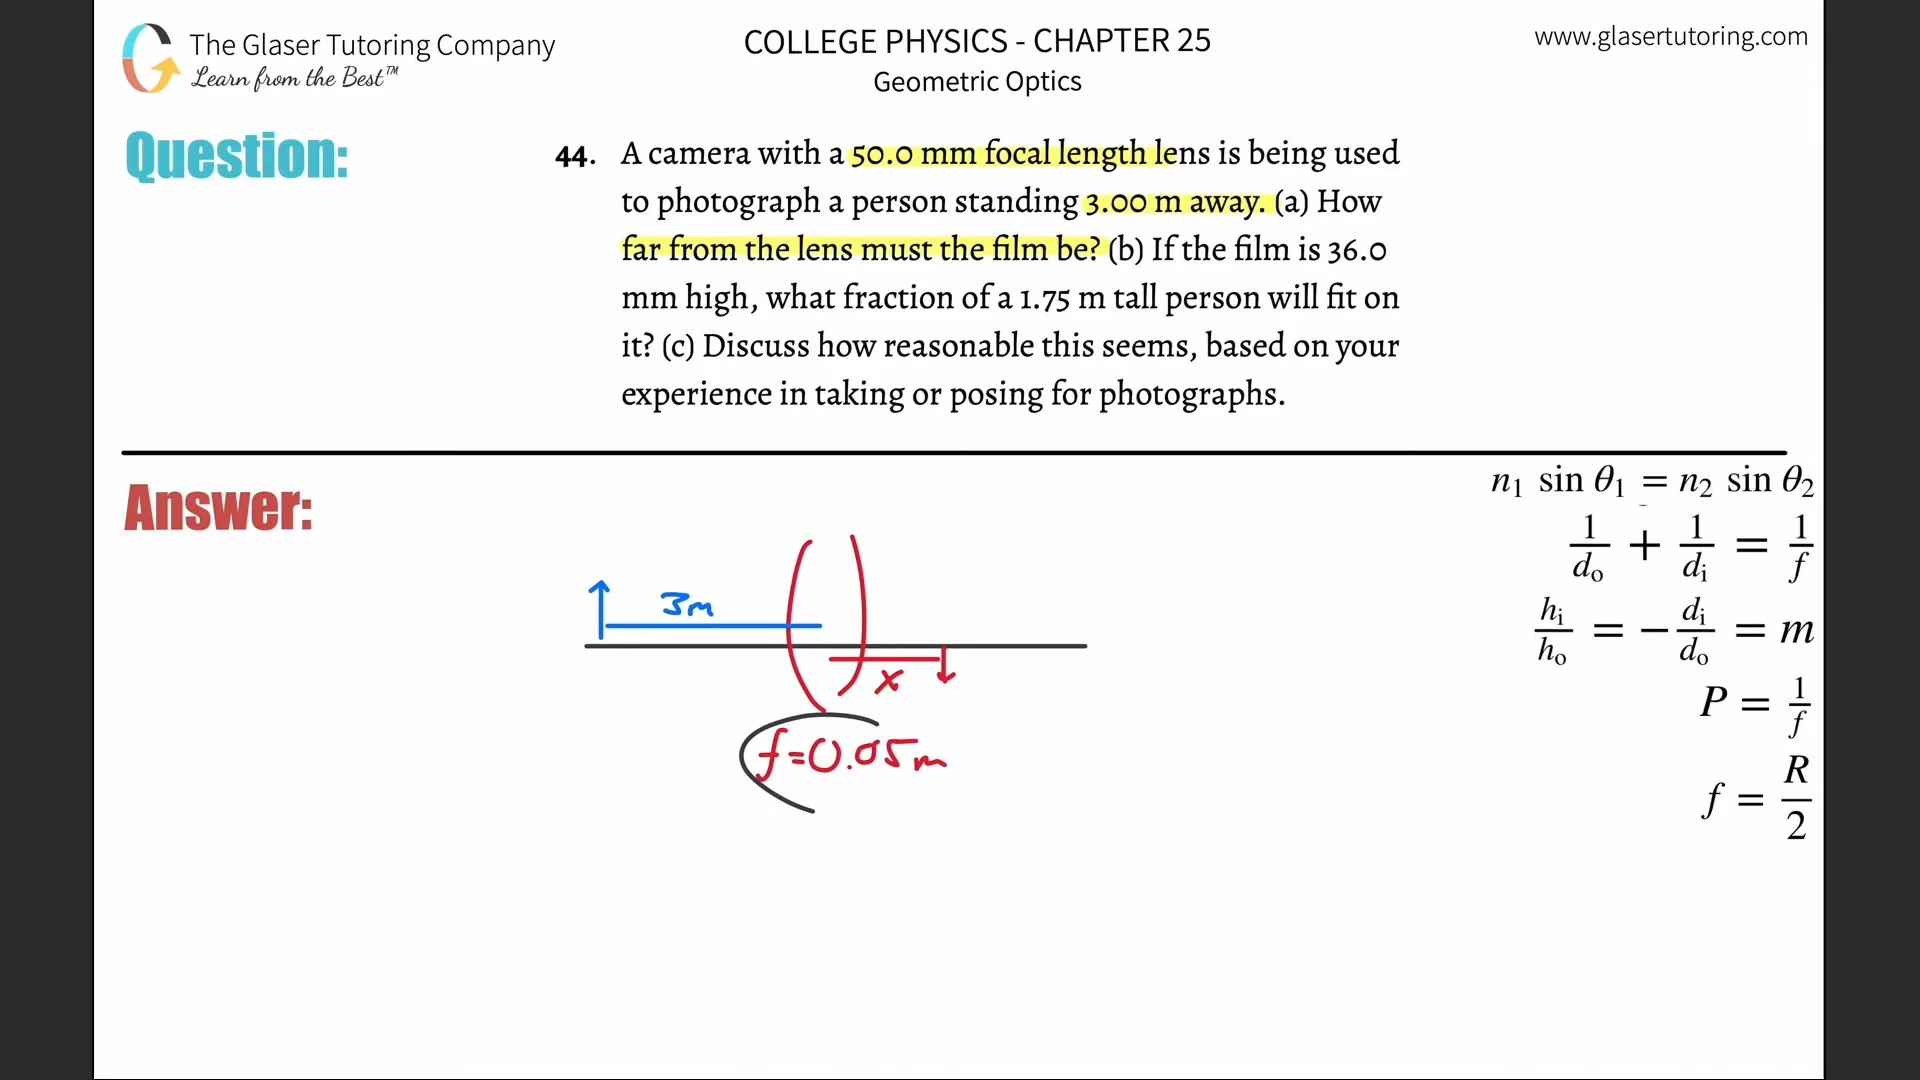 The Glaser Tutoring Company
Learn from the Best™
COLLEGE PHYSICS - CHAPTER 25
Geometric Optics
www.glasertutoring.com
Question:
44. A camera with a 50.0 mm focal length lens is being used
to photograph a person standing 3.00 m away. (a) How
far from the lens must the film be? (b) If the film is 36.0
mm high, what fraction of a 1.75 m tall person will fit on
it? (c) Discuss how reasonable this seems, based on your
experience in taking or posing for photographs.
Answer:
n₁ sin θ₁ = n₂ sin θ₂
1/dₒ + 1/dᵢ = 1/f
hᵢ/hₒ = −dᵢ/dₒ = m
P = 1/f
f = R/2
3m
x
f=0.05m